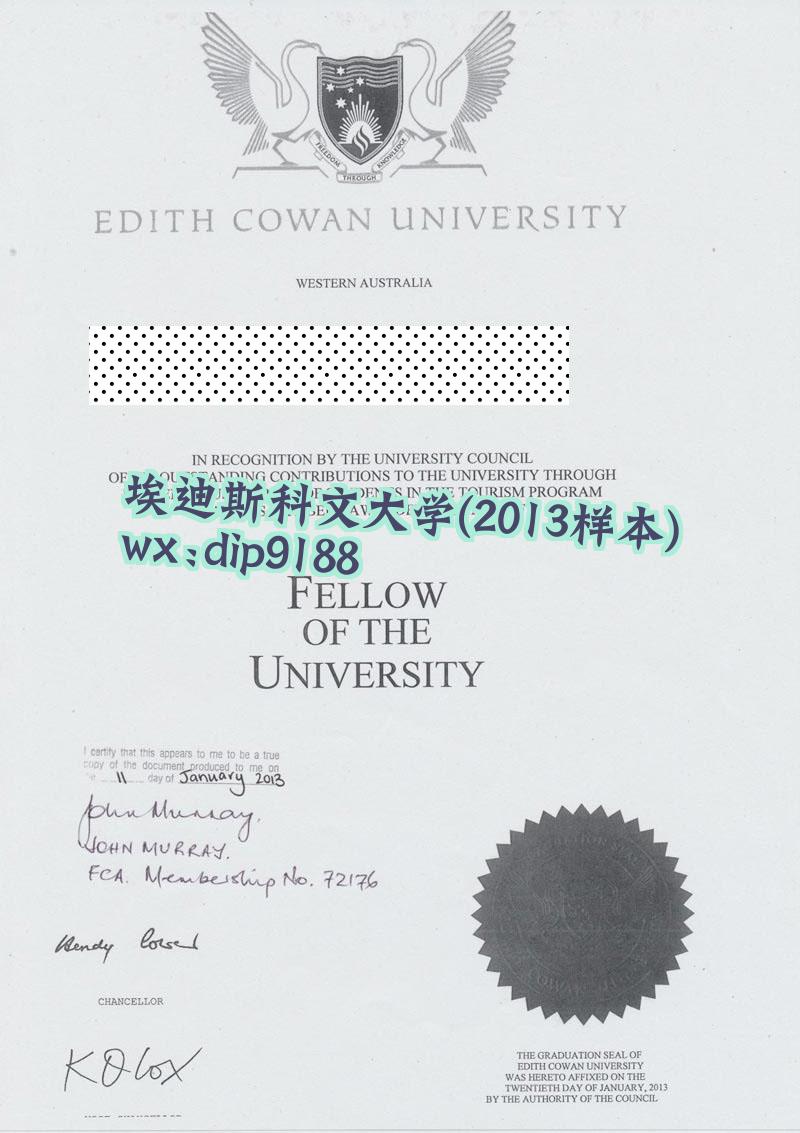 FREEDOM THROUGH KNOWLEDGE
EDITH COWAN UNIVERSITY
WESTERN AUSTRALIA
IN RECOGNITION BY THE UNIVERSITY COUNCIL
CONTRIBUTIONS TO THE UNIVERSITY THROUGH
IN THE TOURISM PROGRAM
埃迪斯科文大学(2013样本)
wx:dip9188
FELLOW
OF THE
UNIVERSITY
I certify that this appears to me to be a true
copy of the document produced to me on
11 day of January 2013
John Murray.
JOHN MURRAY.
FCA. Membership No. 72176
CHANCELLOR
K O Cox
THE GRADUATION SEAL OF
EDITH COWAN UNIVERSITY
WAS HERETO AFFIXED ON THE
TWENTIETH DAY OF JANUARY, 2013
BY THE AUTHORITY OF THE COUNCIL